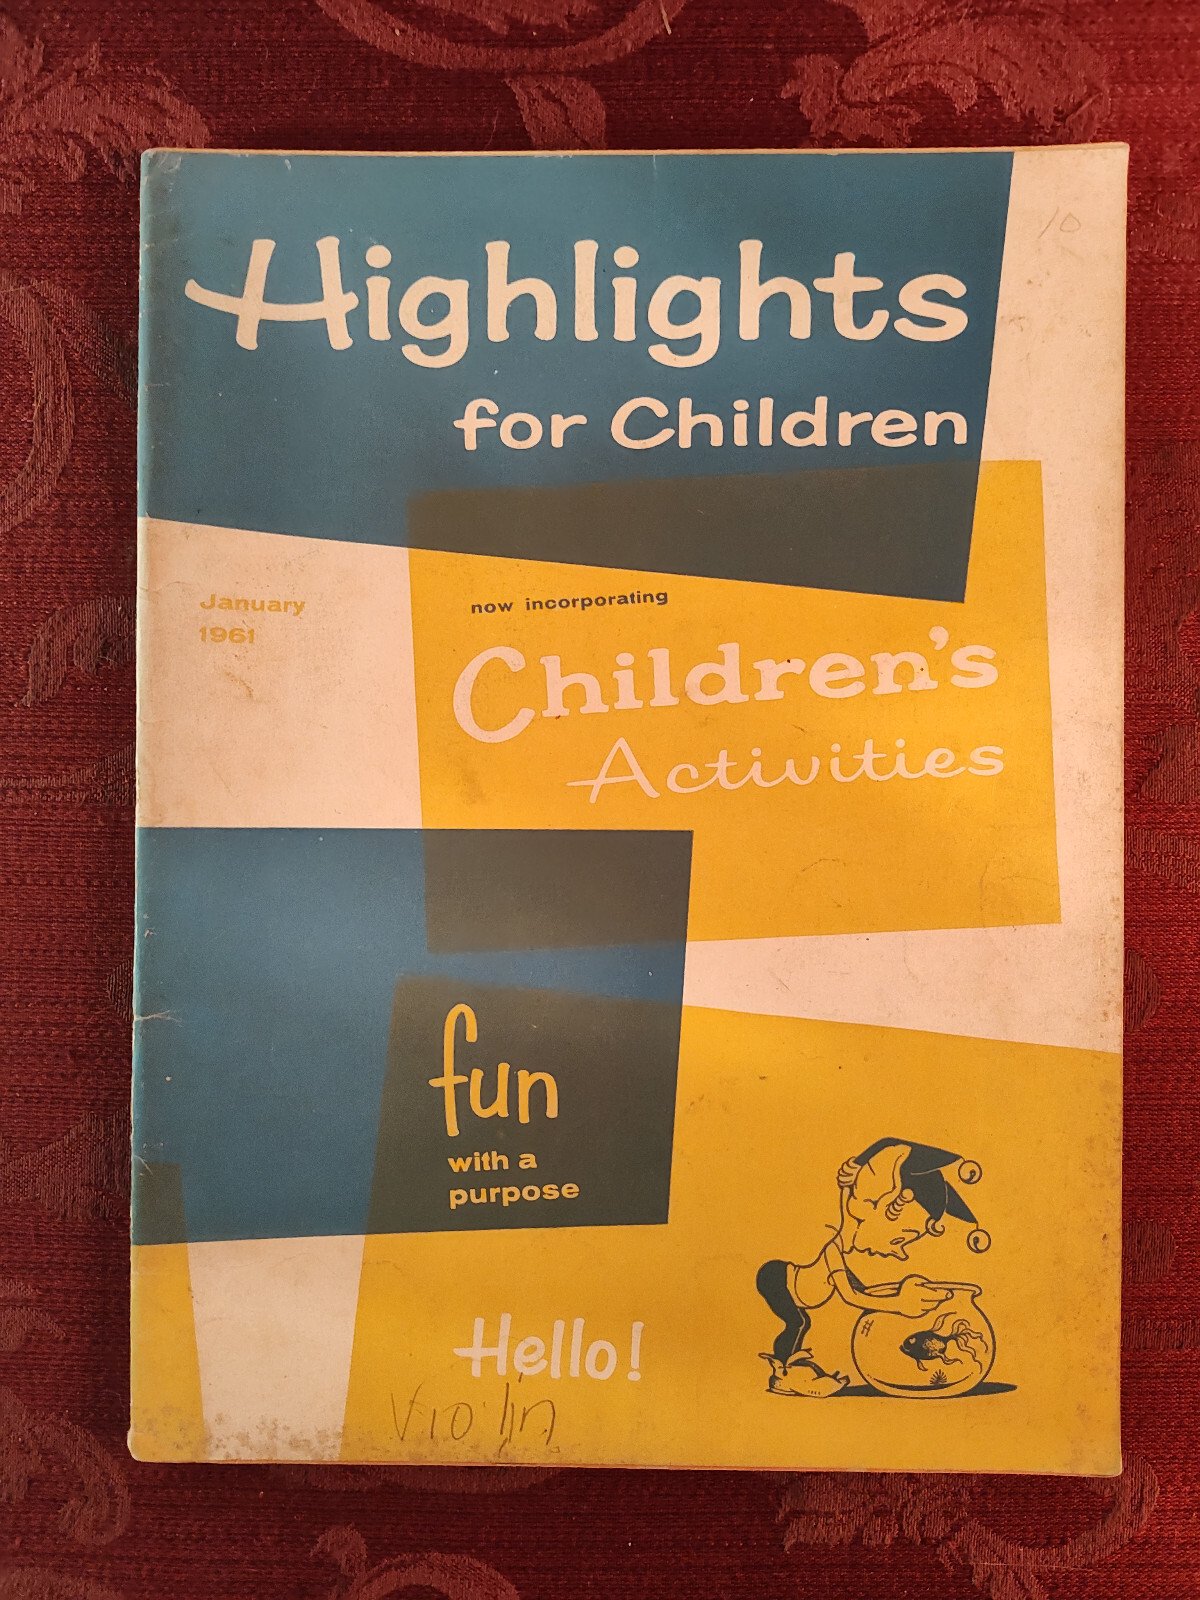 10
Highlights
for Children
January
1961
now incorporating
Children's
Activities
fun
with a
purpose
Hello!
Violin